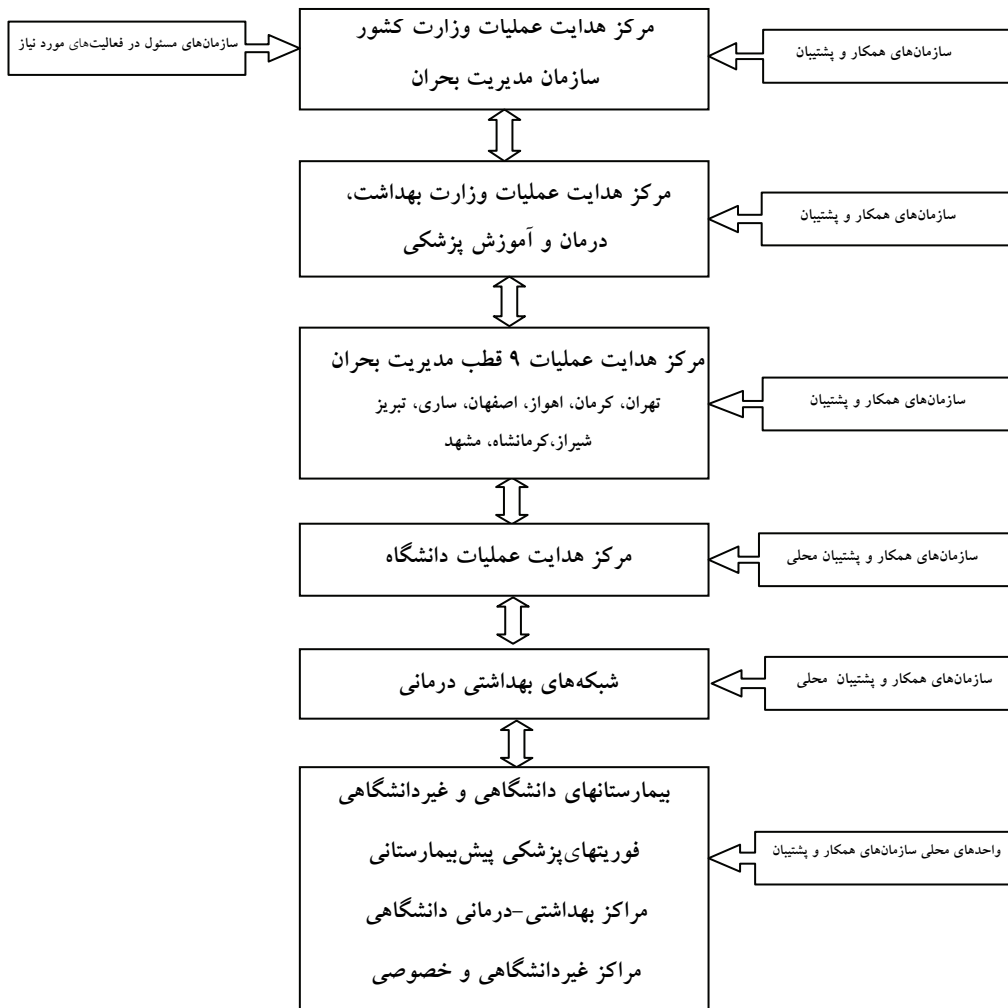 مرکز هدایت عملیات وزارت کشور
سازمان مدیریت بحران
سازمان‌های همکار و پشتیبان
سازمان‌های مسئول در فعالیت‌های مورد نیاز
مرکز هدایت عملیات وزارت بهداشت،
درمان و آموزش پزشکی
سازمان‌های همکار و پشتیبان
مرکز هدایت عملیات ۹ قطب مدیریت بحران
تهران، کرمان، اهواز، اصفهان، ساری، تبریز
شیراز،کرمانشاه، مشهد
سازمان‌های همکار و پشتیبان
مرکز هدایت عملیات دانشگاه
سازمان‌های همکار و پشتیبان محلی
شبکه‌های بهداشتی درمانی
سازمان‌های همکار و پشتیبان محلی
بیمارستانهای دانشگاهی و غیردانشگاهی
فوریتهای‌پزشکی پیش‌بیمارستانی
مراکز بهداشتی-درمانی دانشگاهی
مراکز غیردانشگاهی و خصوصی
واحدهای محلی سازمان‌های همکار و پشتیبان